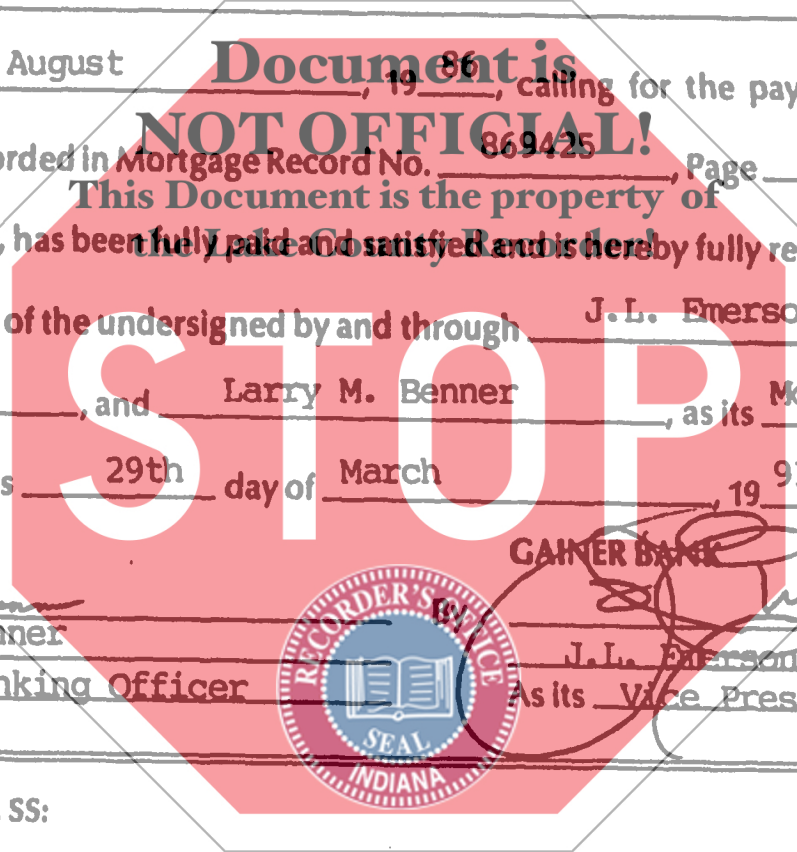 August , 19 86 , calling for the pay
Document is
NOT OFFICIAL!
orded in Mortgage Record No. 869425 , Page
This Document is the property of
the Lake County Recorder!
, has been fully paid and satisfied and is hereby fully re
of the undersigned by and through J.L. Emerso
STOP
, and Larry M. Benner , as its Mo
s 29th day of March , 19 9
GAINER BANK
By
nner
J.L. Emerson
nking Officer
As its Vice Pres
RECORDER'S OFFICE
SEAL
INDIANA
SS: